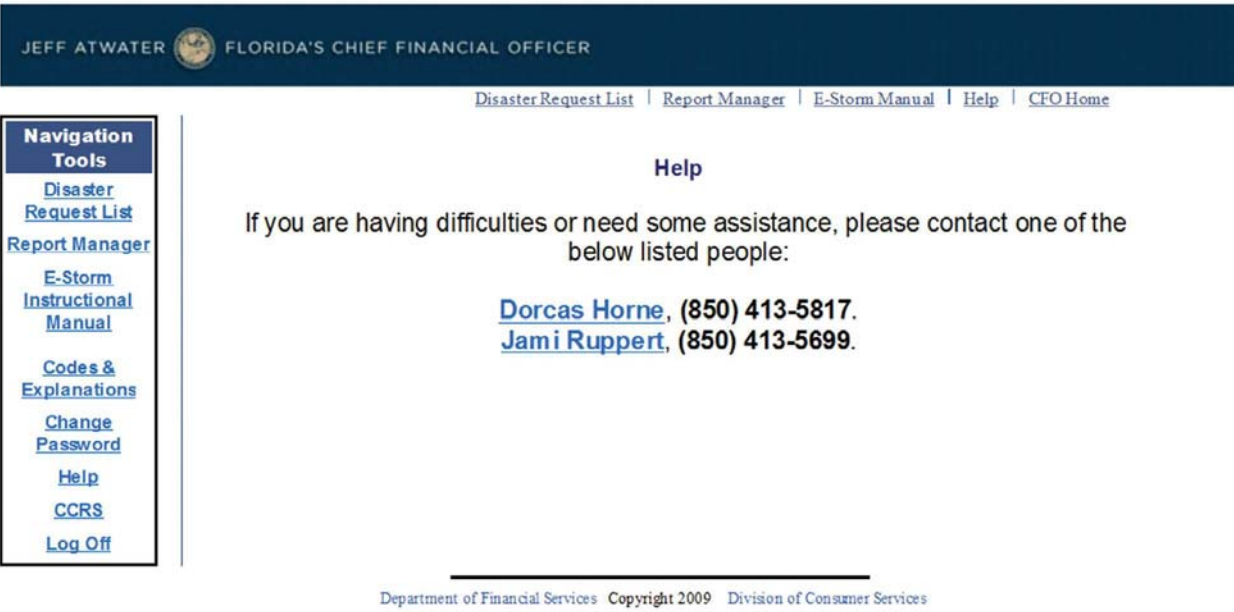 JEFF ATWATER FLORIDA'S CHIEF FINANCIAL OFFICER
Disaster Request List | Report Manager | E-Storm Manual | Help | CFO Home
Navigation
Tools
Disaster
Request List
Report Manager
E-Storm
Instructional
Manual
Codes &
Explanations
Change
Password
Help
CCRS
Log Off
Help
If you are having difficulties or need some assistance, please contact one of the
below listed people:
Dorcas Horne, (850) 413-5817.
Jami Ruppert, (850) 413-5699.
Department of Financial Services Copyright 2009 Division of Consumer Services